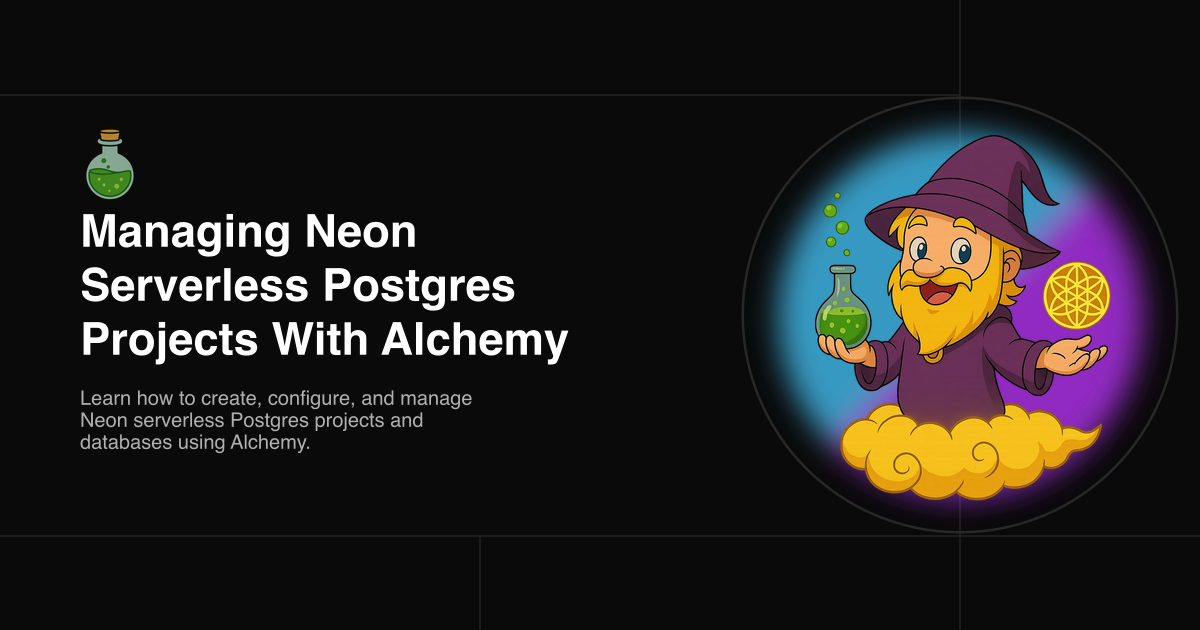 Managing Neon
Serverless Postgres
Projects With Alchemy
Learn how to create, configure, and manage
Neon serverless Postgres projects and
databases using Alchemy.